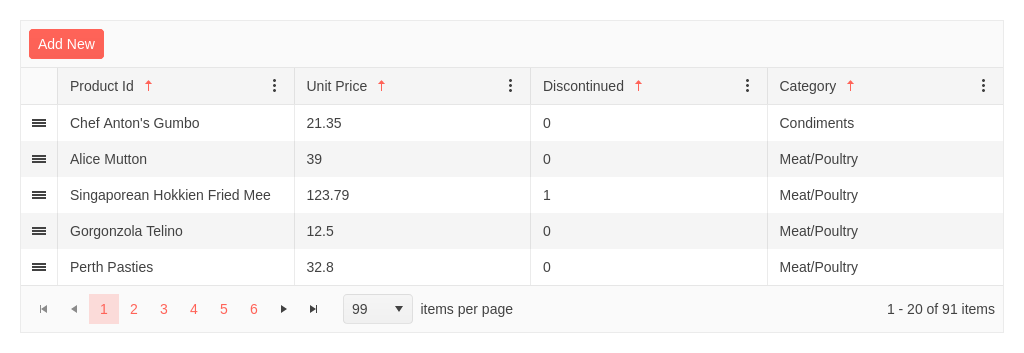 Add New
Product Id Unit Price Discontinued Category
Chef Anton's Gumbo 21.35 0 Condiments
Alice Mutton 39 0 Meat/Poultry
Singaporean Hokkien Fried Mee 123.79 1 Meat/Poultry
Gorgonzola Telino 12.5 0 Meat/Poultry
Perth Pasties 32.8 0 Meat/Poultry
1 2 3 4 5 6 99 items per page 1 - 20 of 91 items